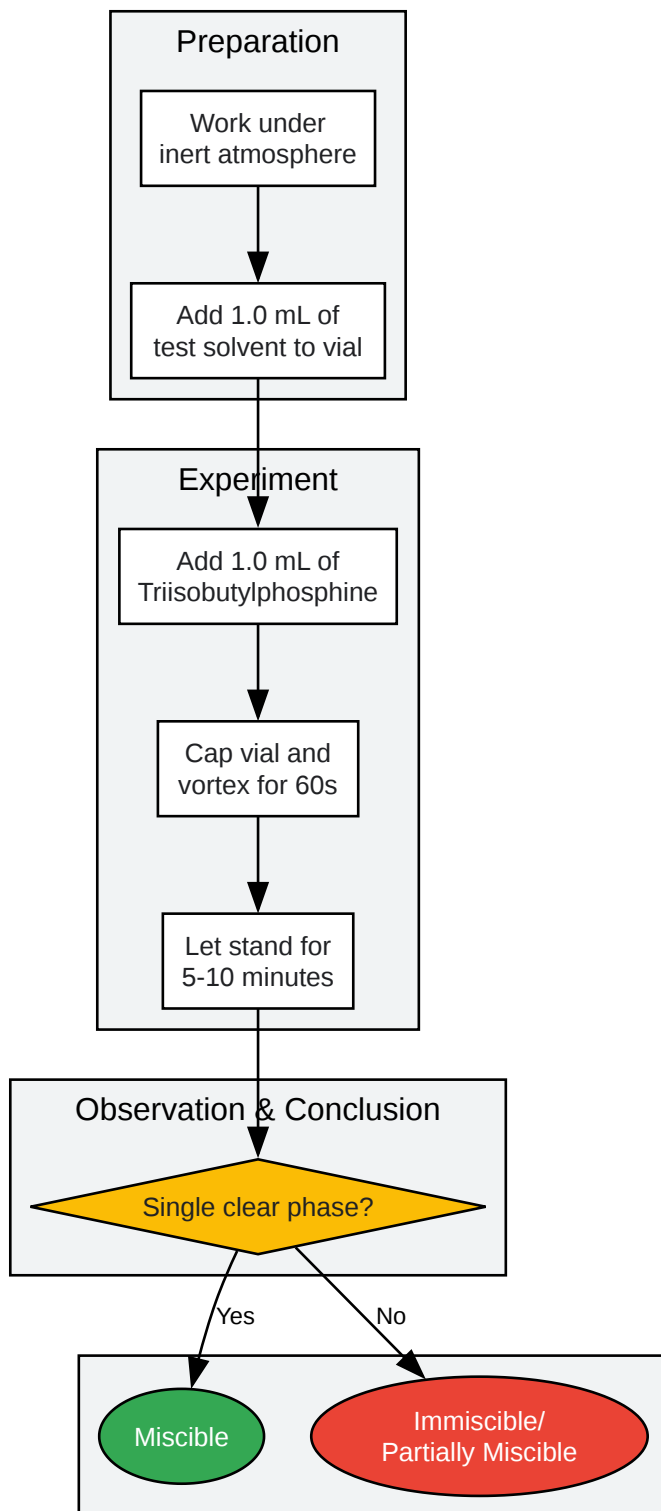 Preparation
Work under
inert atmosphere
Add 1.0 mL of
test solvent to vial
Experiment
Add 1.0 mL of
Triisobutylphosphine
Cap vial and
vortex for 60s
Let stand for
5-10 minutes
Observation & Conclusion
Single clear phase?
Yes
No
Miscible
Immiscible/
Partially Miscible